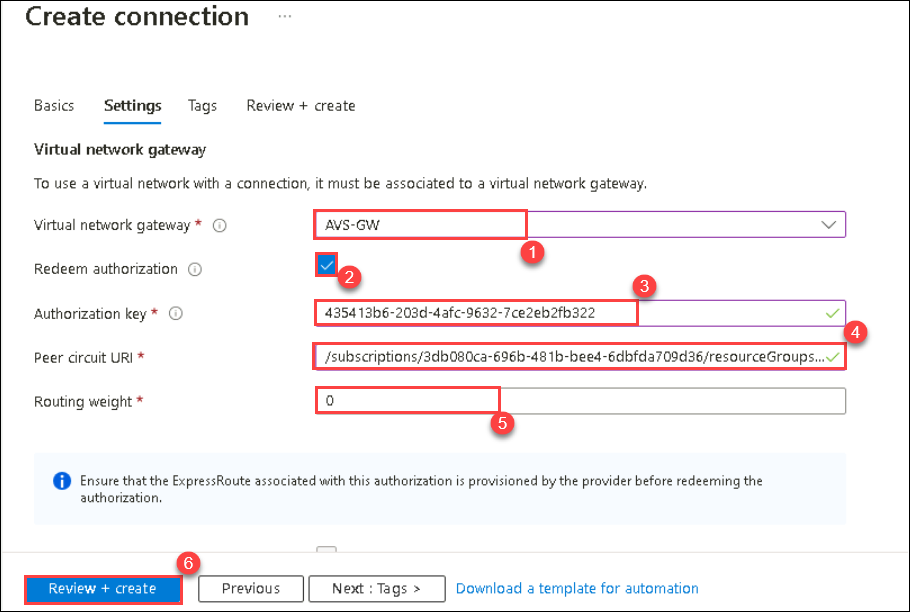 Create connection ...
Basics Settings Tags Review + create
Virtual network gateway
To use a virtual network with a connection, it must be associated to a virtual network gateway.
Virtual network gateway * i AVS-GW
1
Redeem authorization i
2
3
Authorization key * i 435413b6-203d-4afc-9632-7ce2eb2fb322
4
Peer circuit URI * /subscriptions/3db080ca-696b-481b-bee4-6dbfda709d36/resourceGroups...
Routing weight * 0
5
i Ensure that the ExpressRoute associated with this authorization is provisioned by the provider before redeeming the
authorization.
6
Review + create Previous Next : Tags > Download a template for automation